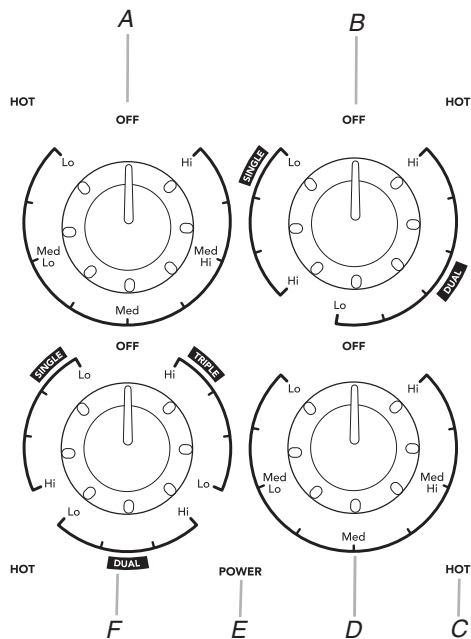 A B
HOT HOT
OFF OFF
Lo Hi SINGLE Lo Hi
Med Lo Med Hi Hi DUAL
Med Lo
OFF OFF
SINGLE Lo Hi TRIPLE Lo Hi
Hi Lo Med Lo Med Hi
Lo Hi
DUAL Med
HOT POWER HOT
F E D C